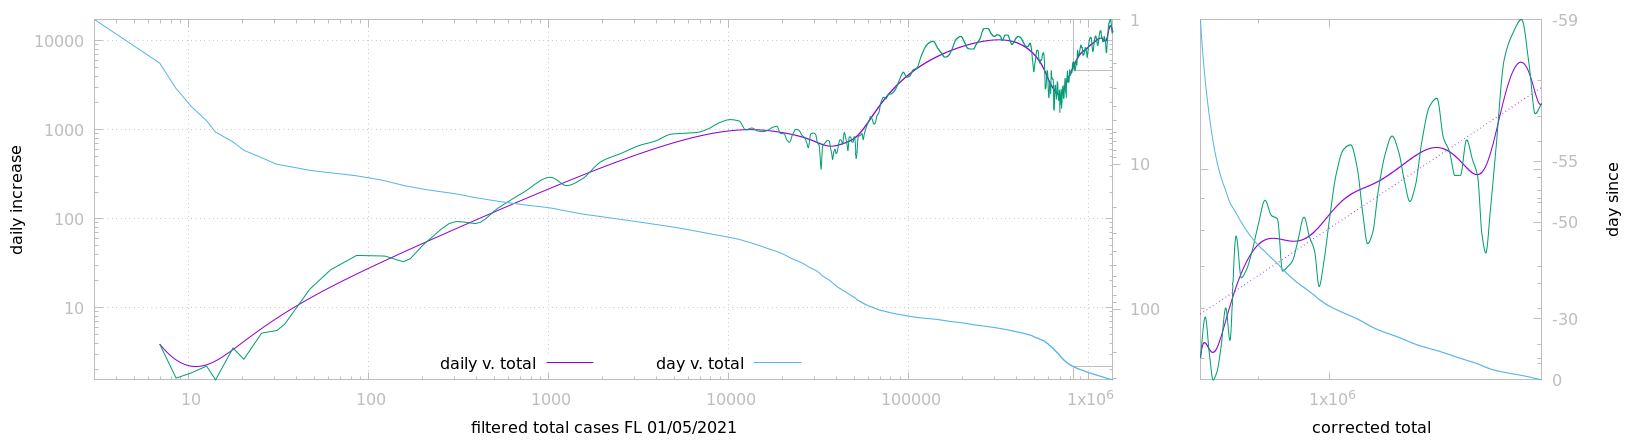 daily increase
10000
1000
100
10
10
100
1000
10000
100000
1x10^6
filtered total cases FL 01/05/2021
daily v. total
day v. total
1
10
100
1x10^6
corrected total
-59
-55
-50
-30
0
day since